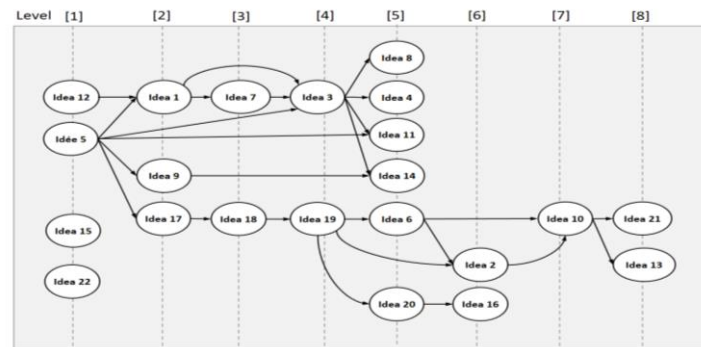 Level [1] [2] [3] [4] [5] [6] [7] [8]
Idea 8
Idea 12 Idea 1 Idea 7 Idea 3 Idea 4
Idée 5 Idea 11
Idea 9 Idea 14
Idea 17 Idea 18 Idea 19 Idea 6 Idea 10 Idea 21
Idea 15
Idea 2 Idea 13
Idea 22
Idea 20 Idea 16